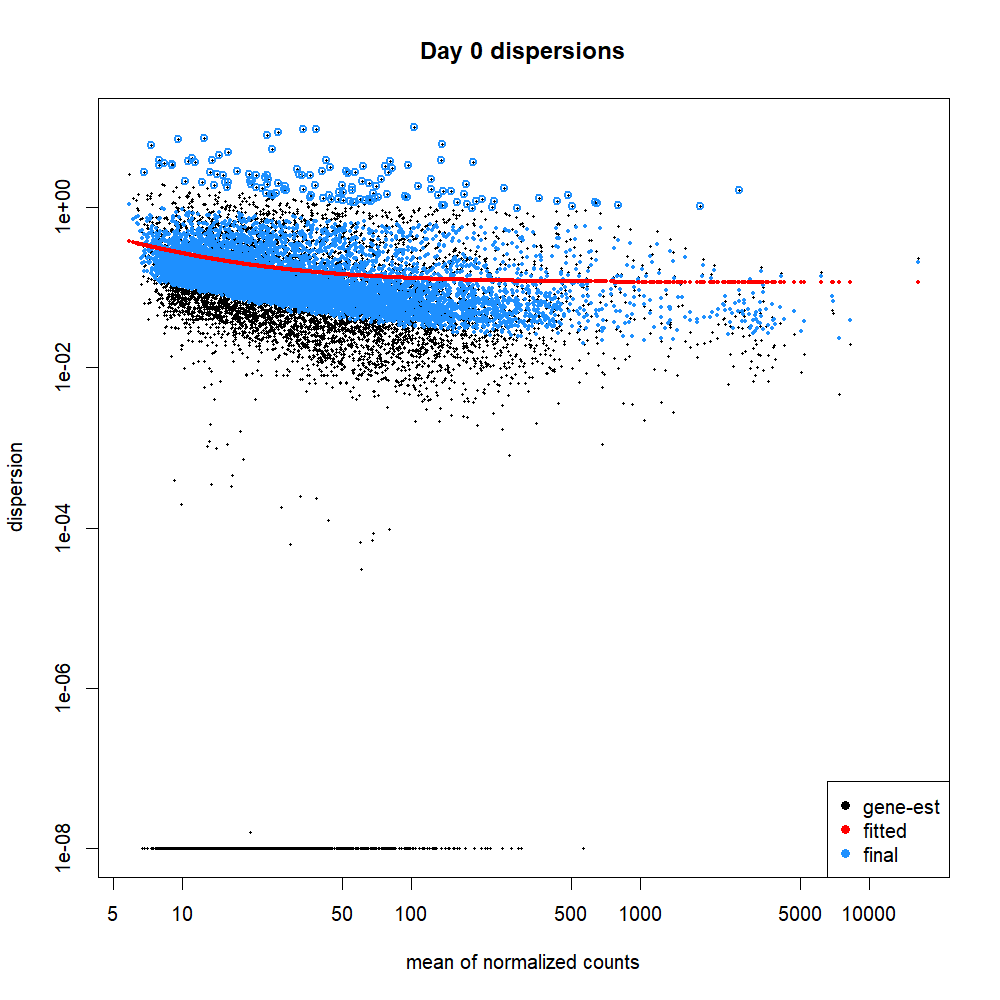 Day 0 dispersions
dispersion
1e+00
1e-02
1e-04
1e-06
1e-08
gene-est
fitted
final
5
10
50
100
500
1000
5000
10000
mean of normalized counts